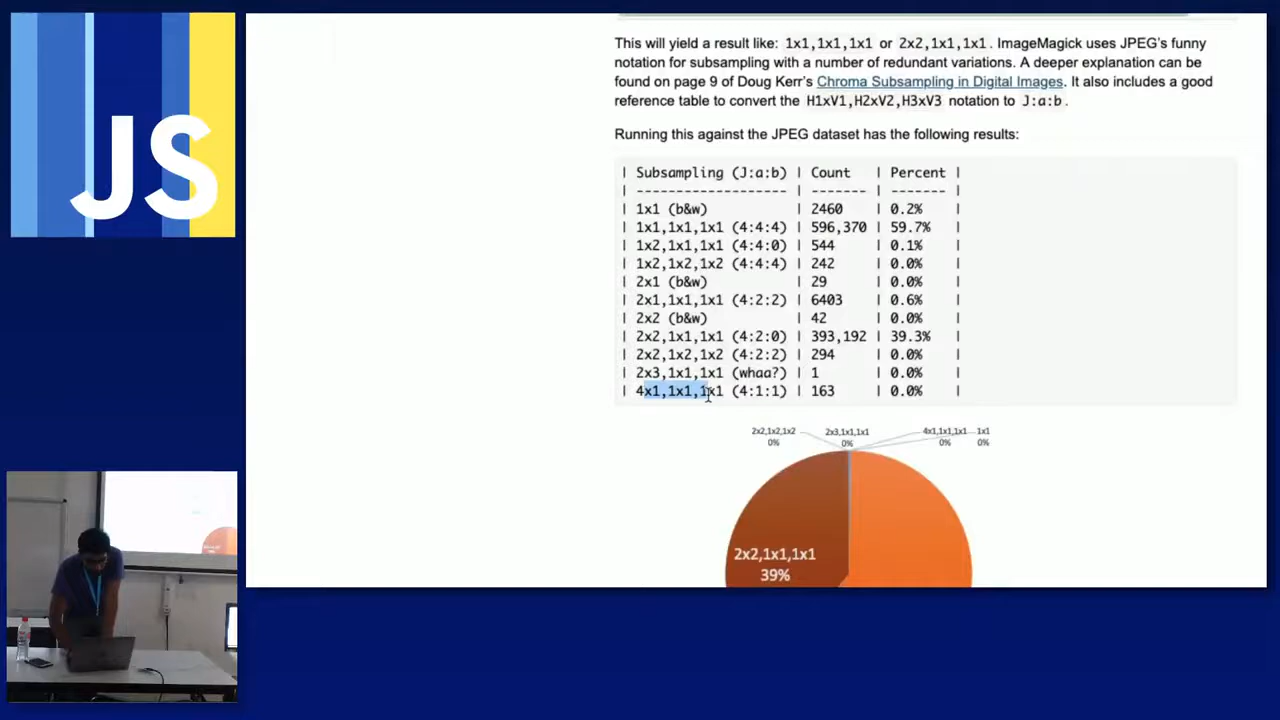 JS
This will yield a result like: 1x1,1x1,1x1 or 2x2,1x1,1x1. ImageMagick uses JPEG's funny
notation for subsampling with a number of redundant variations. A deeper explanation can be
found on page 9 of Doug Kerr's Chroma Subsampling in Digital Images. It also includes a good
reference table to convert the H1xV1,H2xV2,H3xV3 notation to J:a:b.
Running this against the JPEG dataset has the following results:
| Subsampling (J:a:b) | Count | Percent |
| ------------------- | ------- | ------- |
| 1x1 (b&w) | 2460 | 0.2% |
| 1x1,1x1,1x1 (4:4:4) | 596,370 | 59.7% |
| 1x2,1x1,1x1 (4:4:0) | 544 | 0.1% |
| 1x2,1x2,1x2 (4:4:4) | 242 | 0.0% |
| 2x1 (b&w) | 29 | 0.0% |
| 2x1,1x1,1x1 (4:2:2) | 6403 | 0.6% |
| 2x2 (b&w) | 42 | 0.0% |
| 2x2,1x1,1x1 (4:2:0) | 393,192 | 39.3% |
| 2x2,1x2,1x2 (4:2:2) | 294 | 0.0% |
| 2x3,1x1,1x1 (whaa?) | 1 | 0.0% |
| 4x1,1x1,1x1 (4:1:1) | 163 | 0.0% |
2x2,1x2,1x2
0%
2x3,1x1,1x1
0%
4x1,1x1,1x1
0%
1x1
0%
2x2,1x1,1x1
39%